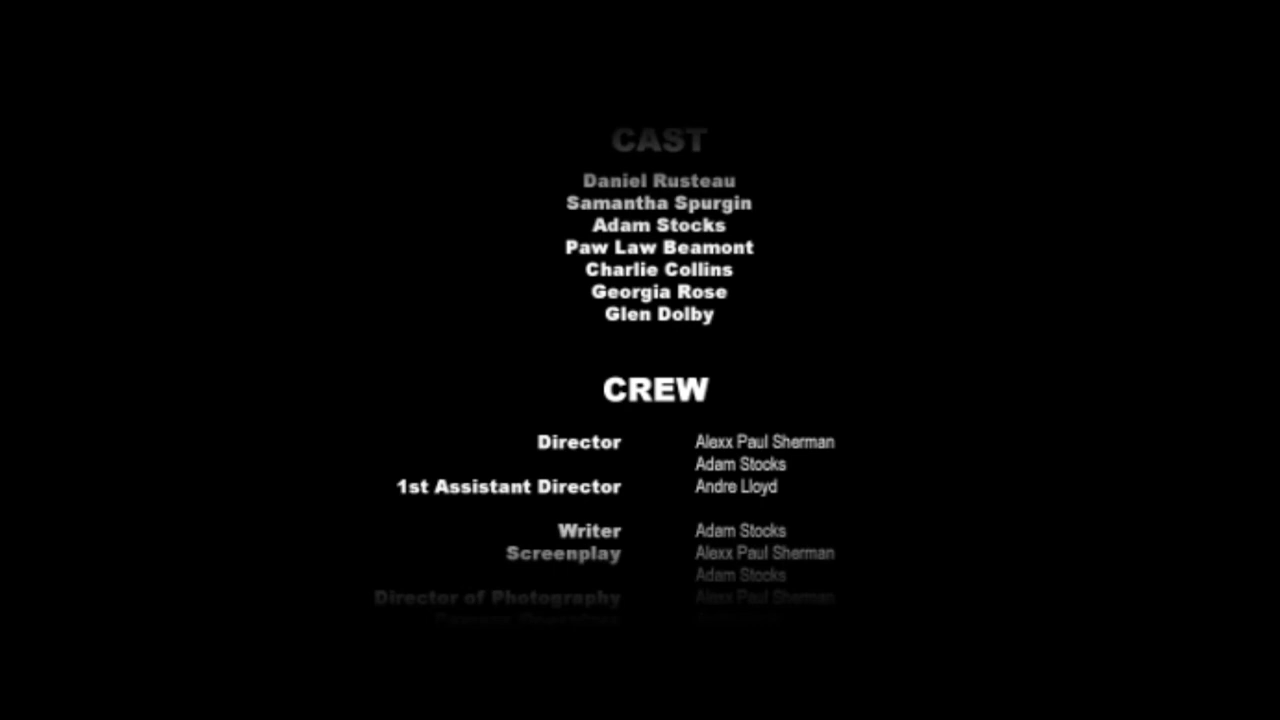 CAST
Daniel Rusteau
Samantha Spurgin
Adam Stocks
Paw Law Beamont
Charlie Collins
Georgia Rose
Glen Dolby
CREW
Director Alexx Paul Sherman
Adam Stocks
1st Assistant Director Andre Lloyd
Writer Adam Stocks
Screenplay Alexx Paul Sherman
Adam Stocks
Director of Photography Alexx Paul Sherman